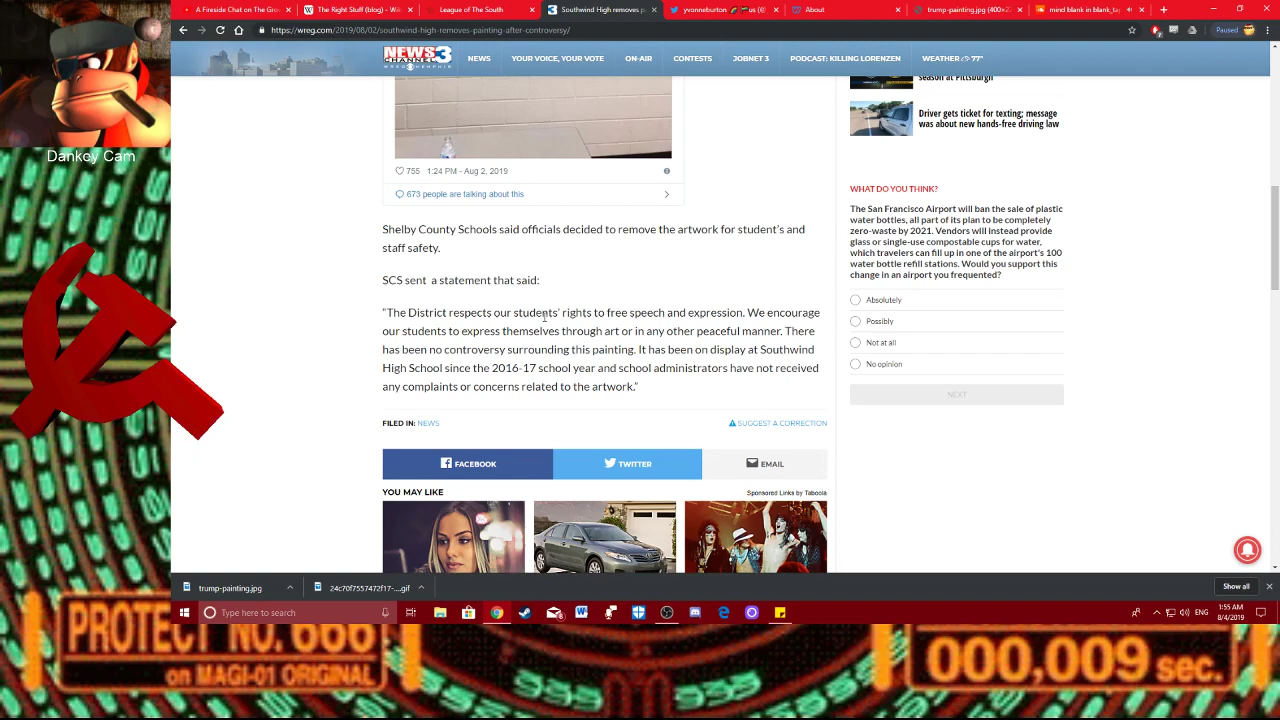 A Fireside Chat on The Gro
The Right Stuff (blog) - Wiki
League of The South
Southwind High removes p
yvonneburton
us (@
About
trump-painting.jpg (400×22
mind blank in blank_ta
https://wreg.com/2019/08/02/southwind-high-removes-painting-after-controversy/
Paused
NEWS CHANNEL 3
WREG MEMPHIS
NEWS
YOUR VOICE, YOUR VOTE
ON-AIR
CONTESTS
JOBNET 3
PODCAST: KILLING LORENZEN
WEATHER 77°
season at Pittsburgh
Driver gets ticket for texting; message
was about new hands-free driving law
Dankey Cam
755 1:24 PM - Aug 2, 2019
673 people are talking about this
Shelby County Schools said officials decided to remove the artwork for student's and
staff safety.
SCS sent a statement that said:
“The District respects our students’ rights to free speech and expression. We encourage
our students to express themselves through art or in any other peaceful manner. There
has been no controversy surrounding this painting. It has been on display at Southwind
High School since the 2016-17 school year and school administrators have not received
any complaints or concerns related to the artwork.”
FILED IN: NEWS
SUGGEST A CORRECTION
FACEBOOK
TWITTER
EMAIL
YOU MAY LIKE
Sponsored Links by Taboola
WHAT DO YOU THINK?
The San Francisco Airport will ban the sale of plastic
water bottles, all part of its plan to be completely
zero-waste by 2021. Vendors will instead provide
glass or single-use compostable cups for water,
which travelers can fill up in one of the airport's 100
water bottle refill stations. Would you support this
change in an airport you frequented?
Absolutely
Possibly
Not at all
No opinion
NEXT
trump-painting.jpg
24c70f7557472f17-....gif
Show all
Type here to search
ENG
1:55 AM
8/4/2019
PROTECT NO. 666
on MAGI-01 ORIGINAL
000,009 sec.